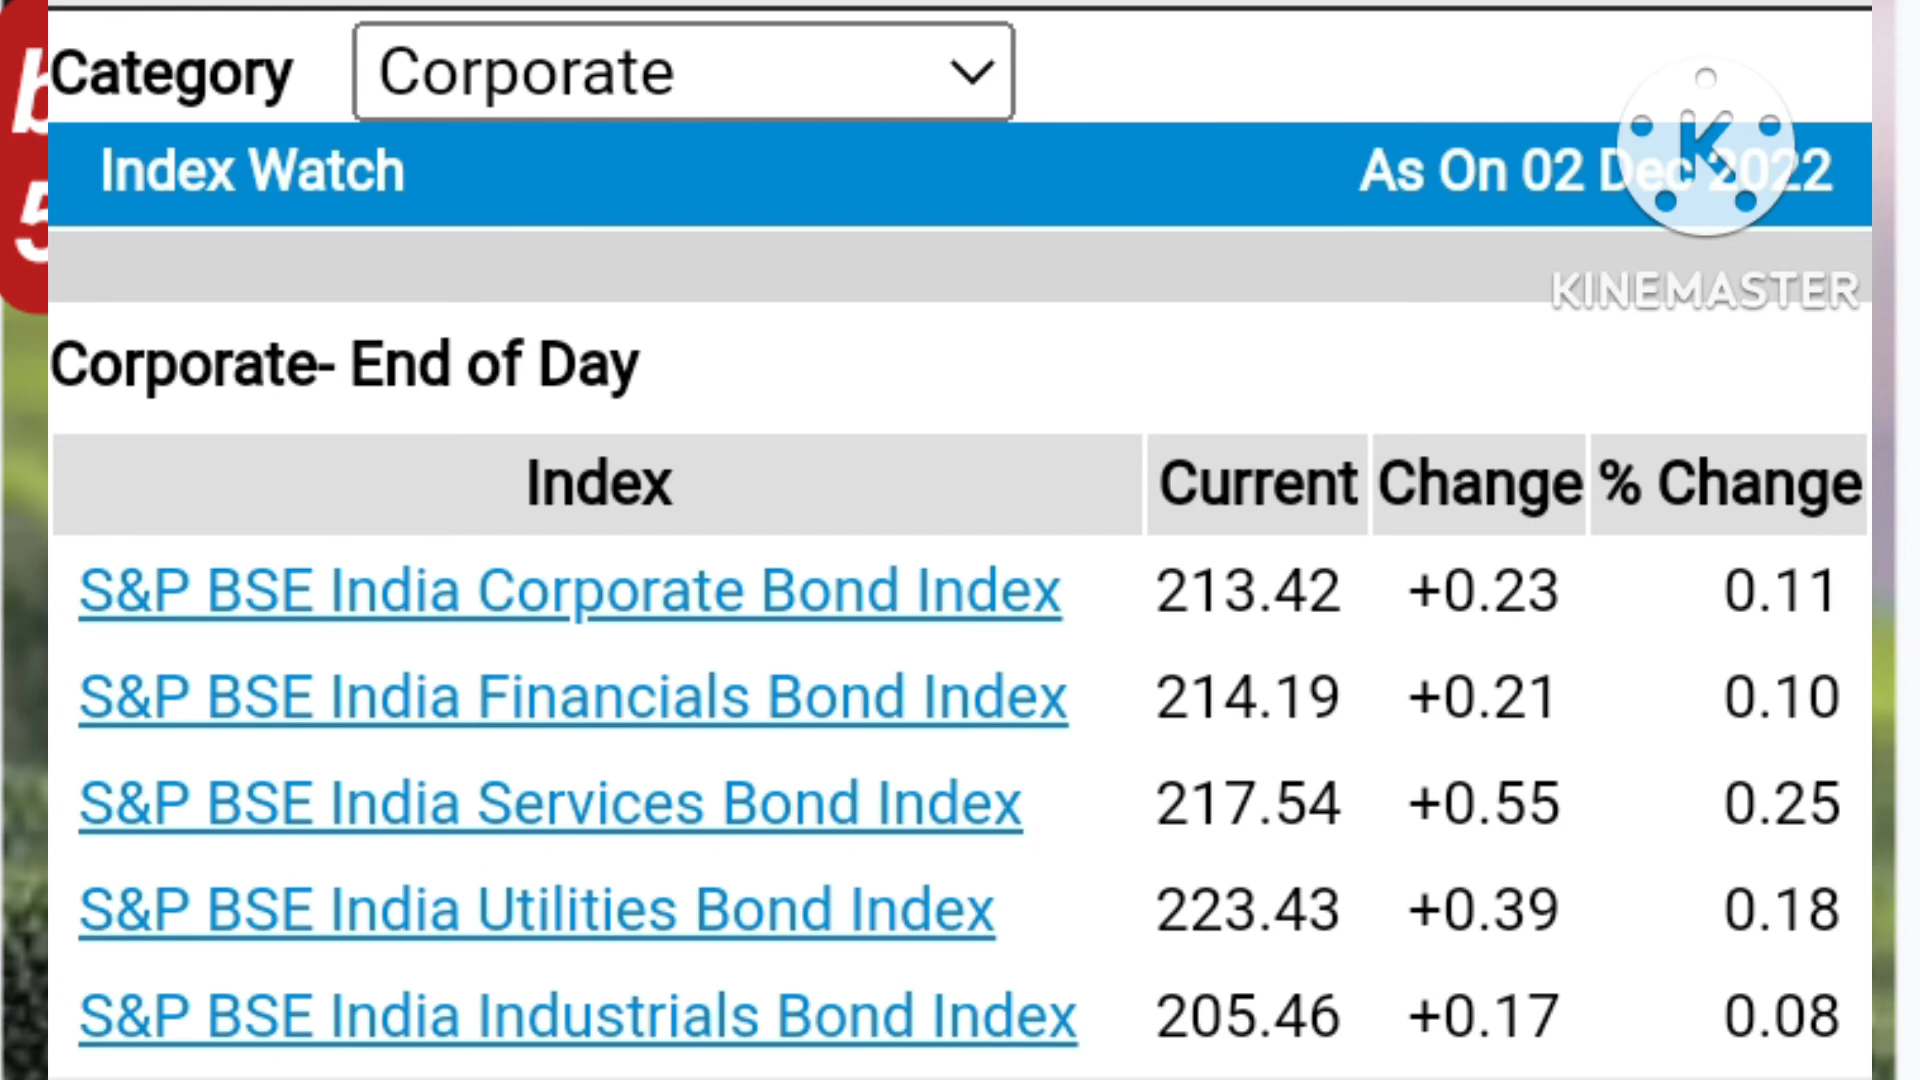 b
5
Category Corporate
Index Watch As On 02 Dec 2022
KINEMASTER
Corporate- End of Day
Index Current Change % Change
S&P BSE India Corporate Bond Index 213.42 +0.23 0.11
S&P BSE India Financials Bond Index 214.19 +0.21 0.10
S&P BSE India Services Bond Index 217.54 +0.55 0.25
S&P BSE India Utilities Bond Index 223.43 +0.39 0.18
S&P BSE India Industrials Bond Index 205.46 +0.17 0.08